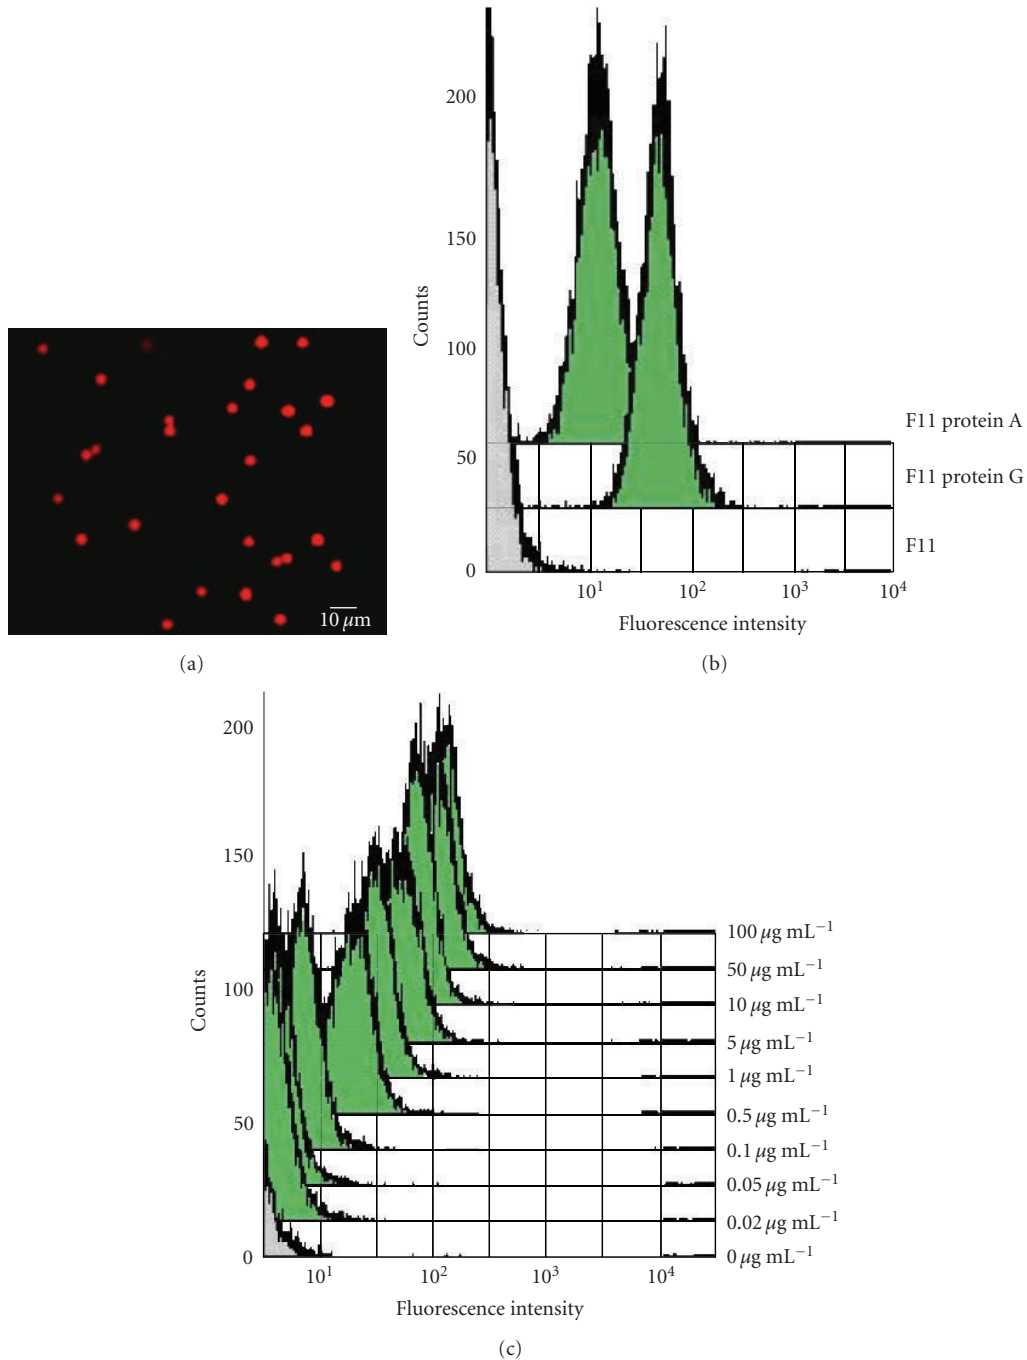 10 µm
(a)
200
150
100
50
0
Counts
10¹ 10² 10³ 10⁴
Fluorescence intensity
F11 protein A
F11 protein G
F11
(b)
200
150
100
50
0
Counts
10¹ 10² 10³ 10⁴
Fluorescence intensity
100 µg mL⁻¹
50 µg mL⁻¹
10 µg mL⁻¹
5 µg mL⁻¹
1 µg mL⁻¹
0.5 µg mL⁻¹
0.1 µg mL⁻¹
0.05 µg mL⁻¹
0.02 µg mL⁻¹
0 µg mL⁻¹
(c)